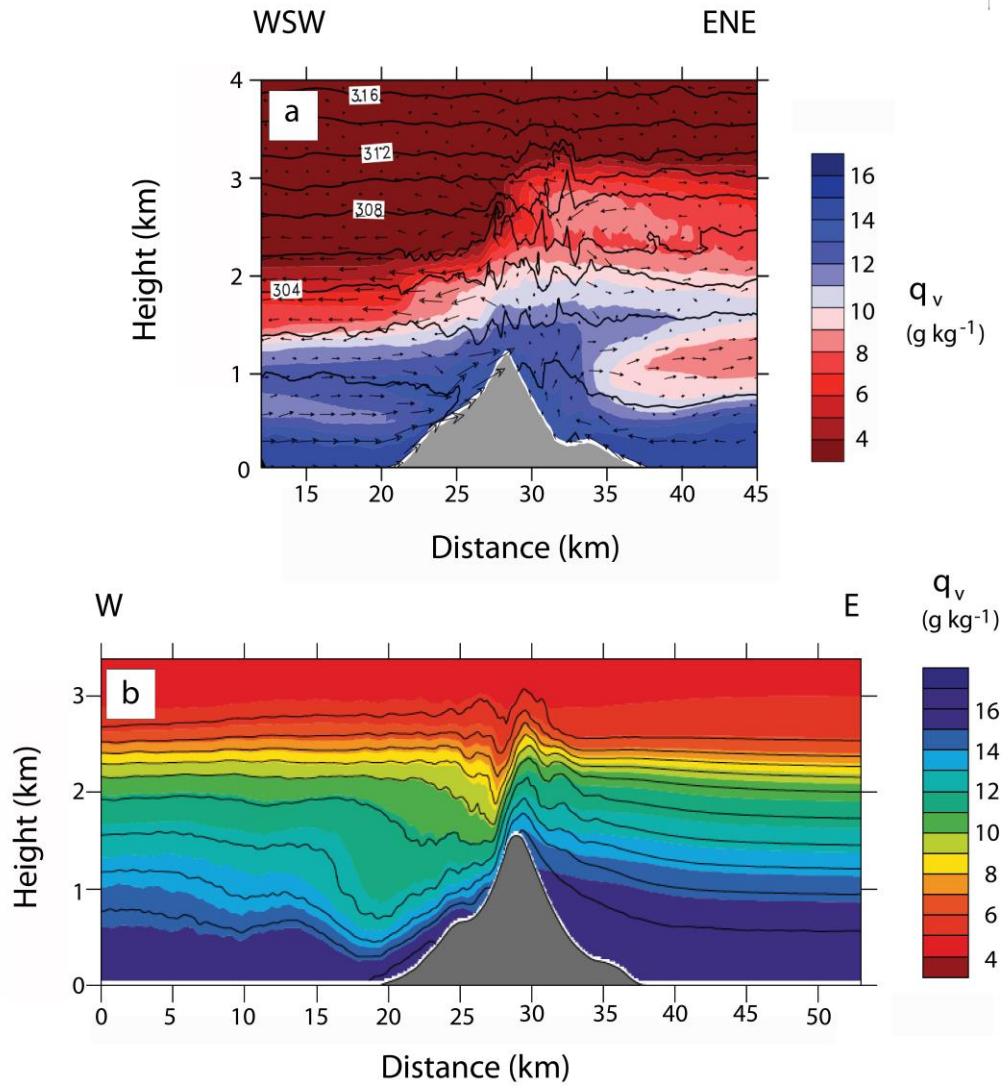 WSW ENE
a
4
3
2
1
0
Height (km)
316
312
308
304
15 20 25 30 35 40 45
Distance (km)
16
14
12
10
8
6
4
q v
(g kg-1)
W E
b
3
2
1
0
Height (km)
0 5 10 15 20 25 30 35 40 45 50
Distance (km)
q v
(g kg-1)
16
14
12
10
8
6
4